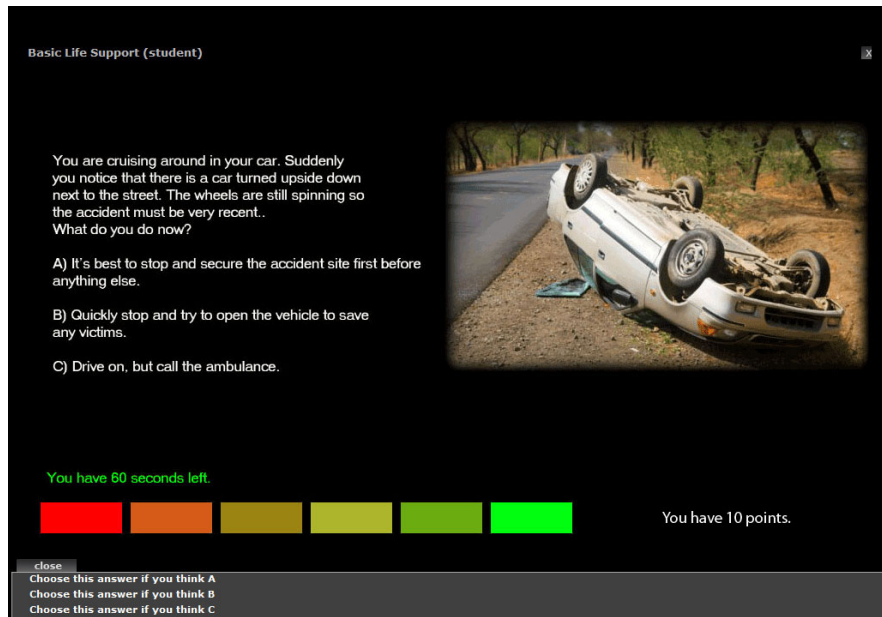 Basic Life Support (student)
X
You are cruising around in your car. Suddenly
you notice that there is a car turned upside down
next to the street. The wheels are still spinning so
the accident must be very recent..
What do you do now?
A) It's best to stop and secure the accident site first before
anything else.
B) Quickly stop and try to open the vehicle to save
any victims.
C) Drive on, but call the ambulance.
You have 60 seconds left.
You have 10 points.
close
Choose this answer if you think A
Choose this answer if you think B
Choose this answer if you think C